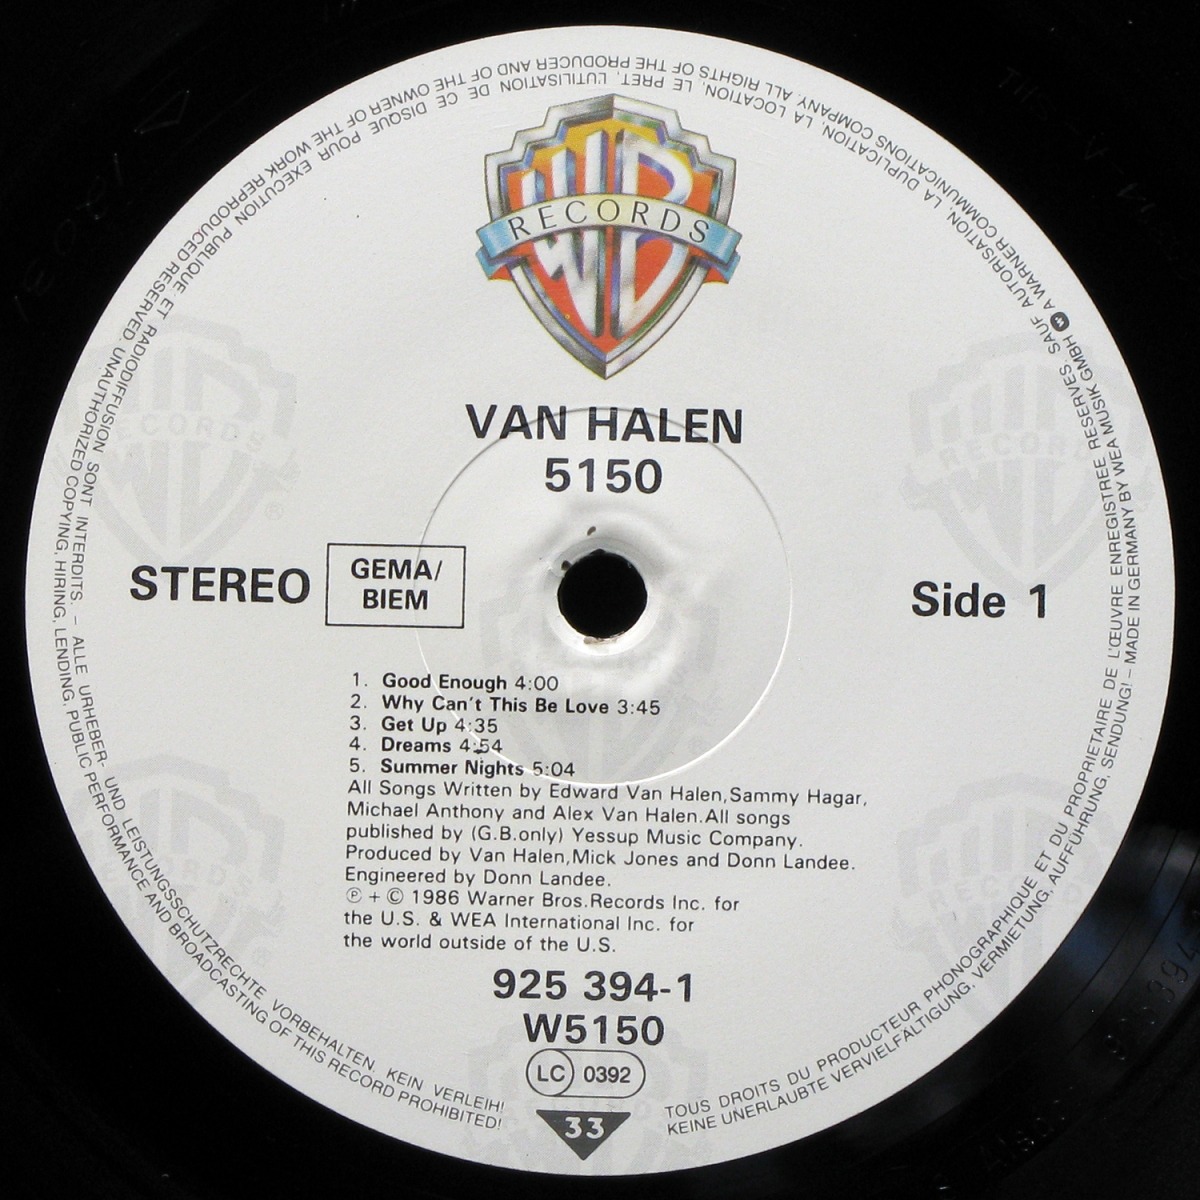 RECORDS
VAN HALEN
5150
STEREO
GEMA/
BIEM
Side 1
1. Good Enough 4:00
2. Why Can't This Be Love 3:45
3. Get Up 4:35
4. Dreams 4:54
5. Summer Nights 5:04
All Songs Written by Edward Van Halen,Sammy Hagar,
Michael Anthony and Alex Van Halen.All songs
published by (G.B.only) Yessup Music Company.
Produced by Van Halen,Mick Jones and Donn Landee.
Engineered by Donn Landee.
℗ + © 1986 Warner Bros.Records Inc. for
the U.S. & WEA International Inc. for
the world outside of the U.S.
925 394-1
W5150
LC 0392
33
TOUS DROITS DU PRODUCTEUR PHONOGRAPHIQUE ET DU PROPRIETAIRE DE L'ŒUVRE ENREGISTREE RESERVES. SAUF AUTORISATION, LA DUPLICATION, LA LOCATION, LE PRET, L'UTILISATION DE CE DISQUE POUR EXECUTION PUBLIQUE ET RADIODIFFUSION SONT INTERDITS. – ALLE URHEBER- UND LEISTUNGSSCHUTZRECHTE VORBEHALTEN. KEIN VERLEIH!
KEINE UNERLAUBTE VERVIELFÄLTIGUNG, VERMIETUNG, AUFFÜHRUNG, SENDUNG! – MADE IN GERMANY BY WEA MUSIK GMBH A WARNER COMMUNICATIONS COMPANY. ALL RIGHTS OF THE PRODUCER AND OF THE OWNER OF THE WORK REPRODUCED RESERVED. UNAUTHORIZED COPYING, HIRING, LENDING, PUBLIC PERFORMANCE AND BROADCASTING OF THIS RECORD PROHIBITED!